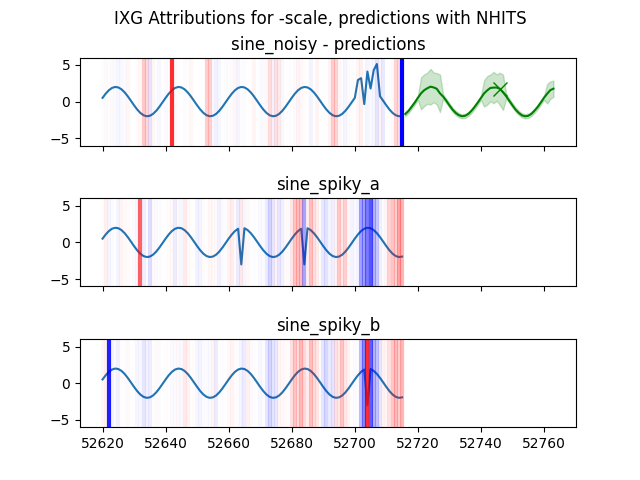 IXG Attributions for -scale, predictions with NHITS
sine_noisy - predictions
5
0
−5
sine_spiky_a
5
0
−5
sine_spiky_b
5
0
−5
52620 52640 52660 52680 52700 52720 52740 52760